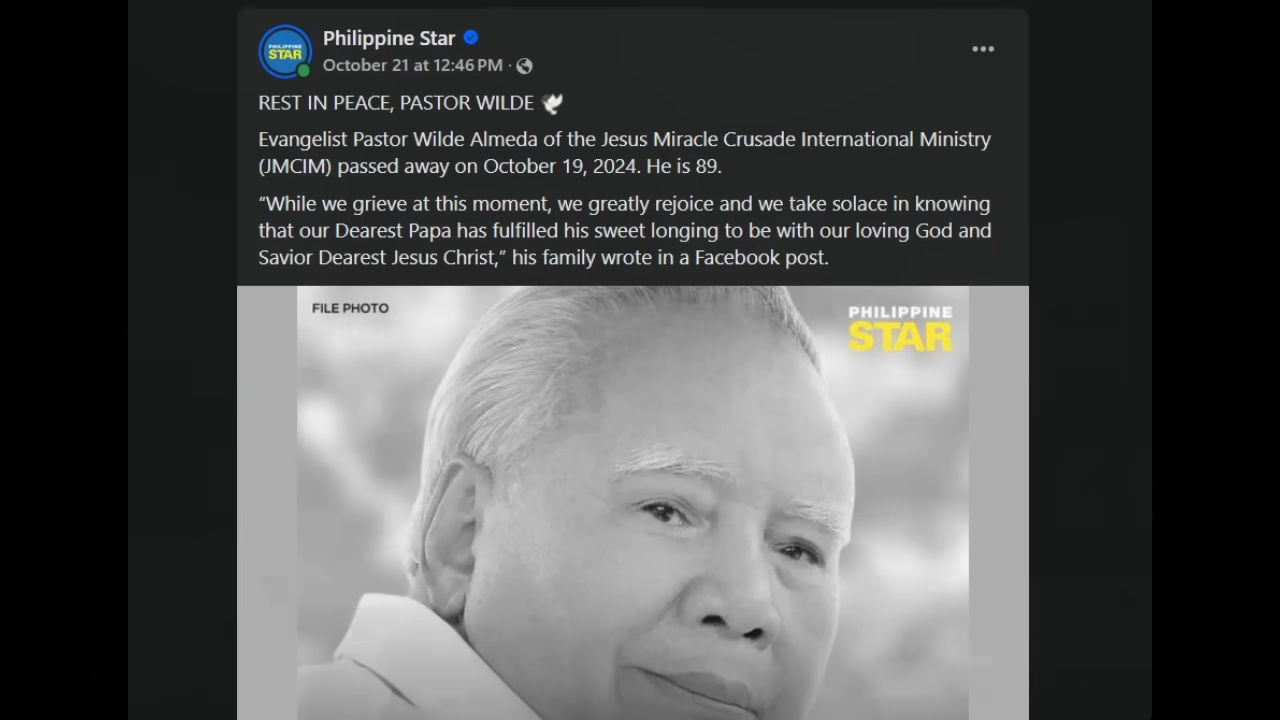 PHILIPPINE
STAR
Philippine Star
October 21 at 12:46 PM ·
REST IN PEACE, PASTOR WILDE 🕊
Evangelist Pastor Wilde Almeda of the Jesus Miracle Crusade International Ministry
(JMCIM) passed away on October 19, 2024. He is 89.
“While we grieve at this moment, we greatly rejoice and we take solace in knowing
that our Dearest Papa has fulfilled his sweet longing to be with our loving God and
Savior Dearest Jesus Christ,” his family wrote in a Facebook post.
FILE PHOTO
PHILIPPINE
STAR